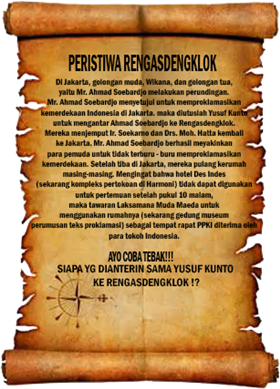 PERISTIWA RENGASDENGKLOK
Di Jakarta, golongan muda, Wikana, dan golongan tua,
yaitu Mr. Ahmad Soebardjo melakukan perundingan.
Mr. Ahmad Soebardjo menyetujui untuk memproklamasikan
kemerdekaan Indonesia di Jakarta. maka diutuslah Yusuf Kunto
untuk mengantar Ahmad Soebardjo ke Rengasdengklok.
Mereka menjemput Ir. Soekarno dan Drs. Moh. Hatta kembali
ke Jakarta. Mr. Ahmad Soebardjo berhasil meyakinkan
para pemuda untuk tidak terburu - buru memproklamasikan
kemerdekaan. Setelah tiba di Jakarta, mereka pulang kerumah
masing-masing. Mengingat bahwa hotel Des Indes
(sekarang kompleks pertokoan di Harmoni) tidak dapat digunakan
untuk pertemuan setelah pukul 10 malam,
maka tawaran Laksamana Muda Maeda untuk
menggunakan rumahnya (sekarang gedung museum
perumusan teks proklamasi) sebagai tempat rapat PPKI diterima oleh
para tokoh Indonesia.
AYO COBA TEBAK!!!
SIAPA YG DIANTERIN SAMA YUSUF KUNTO
KE RENGASDENGKLOK !?